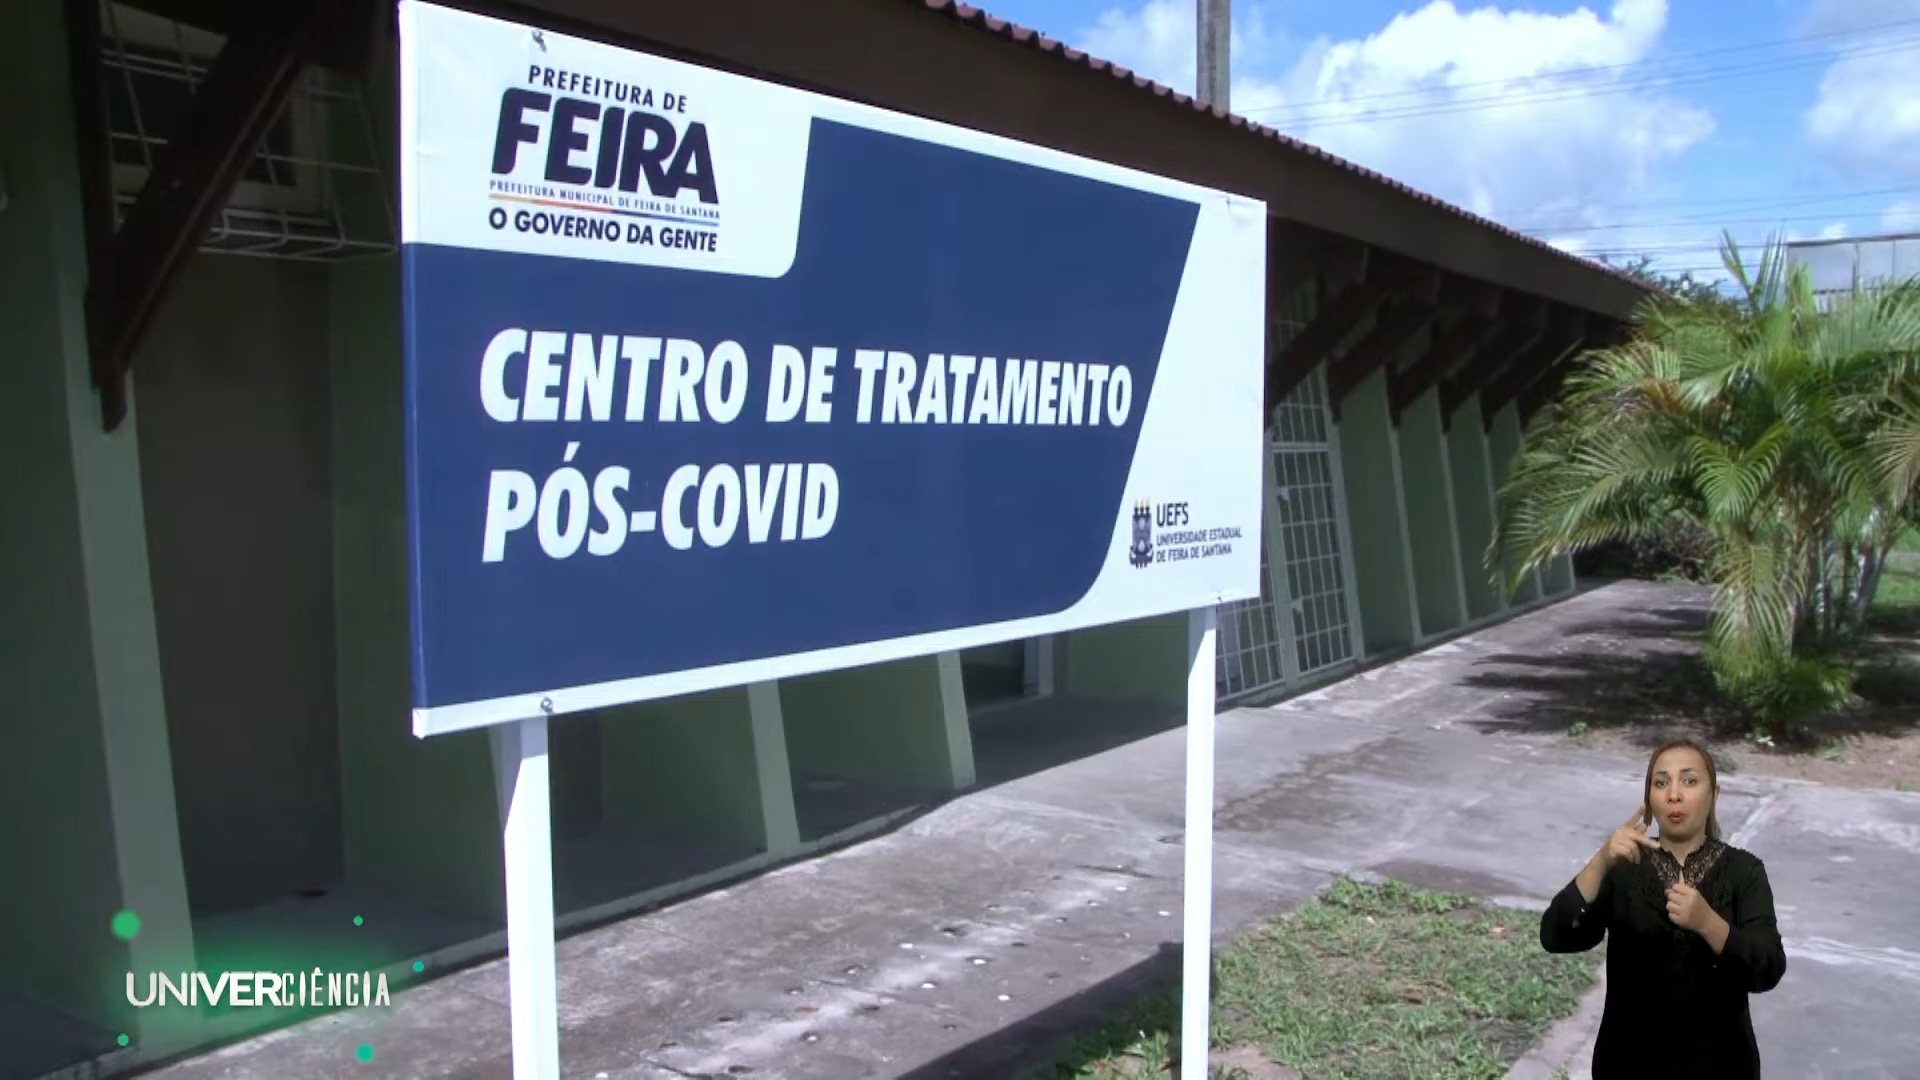 PREFEITURA DE
FEIRA
PREFEITURA MUNICIPAL DE FEIRA DE SANTANA
O GOVERNO DA GENTE
CENTRO DE TRATAMENTO
PÓS-COVID
UEFS
UNIVERSIDADE ESTADUAL
DE FEIRA DE SANTANA
UNIVERCIÊNCIA